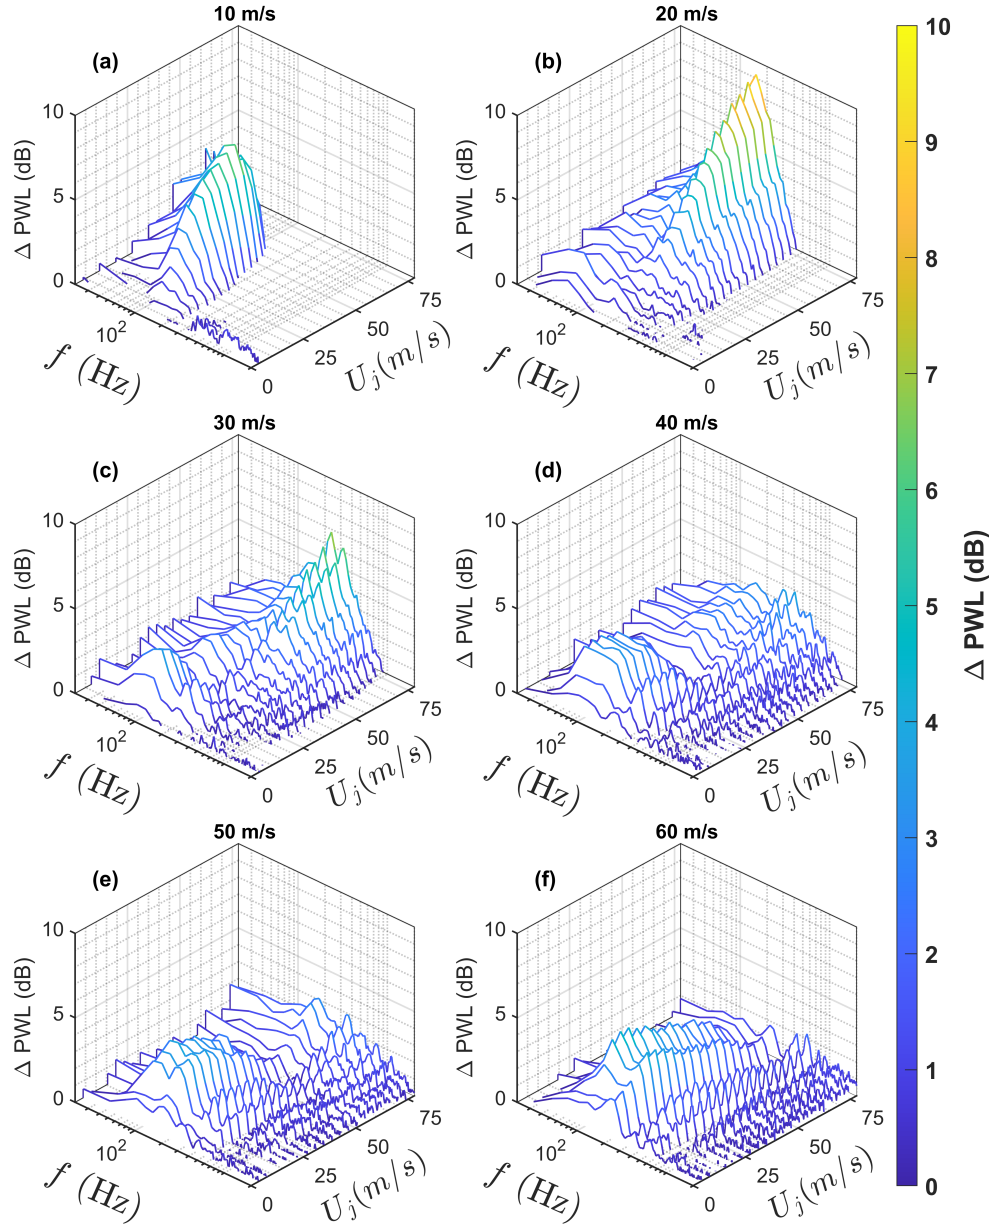 10 m/s
(a)
10
5
0
Δ PWL (dB)
10²
f (Hz)
0
25
50
75
U_j(m/s)
20 m/s
(b)
10
5
0
Δ PWL (dB)
10²
f (Hz)
0
25
50
75
U_j(m/s)
30 m/s
(c)
10
5
0
Δ PWL (dB)
10²
f (Hz)
0
25
50
75
U_j(m/s)
40 m/s
(d)
10
5
0
Δ PWL (dB)
10²
f (Hz)
0
25
50
75
U_j(m/s)
50 m/s
(e)
10
5
0
Δ PWL (dB)
10²
f (Hz)
0
25
50
75
U_j(m/s)
60 m/s
(f)
10
5
0
Δ PWL (dB)
10²
f (Hz)
0
25
50
75
U_j(m/s)
10
9
8
7
6
5
4
3
2
1
0
Δ PWL (dB)